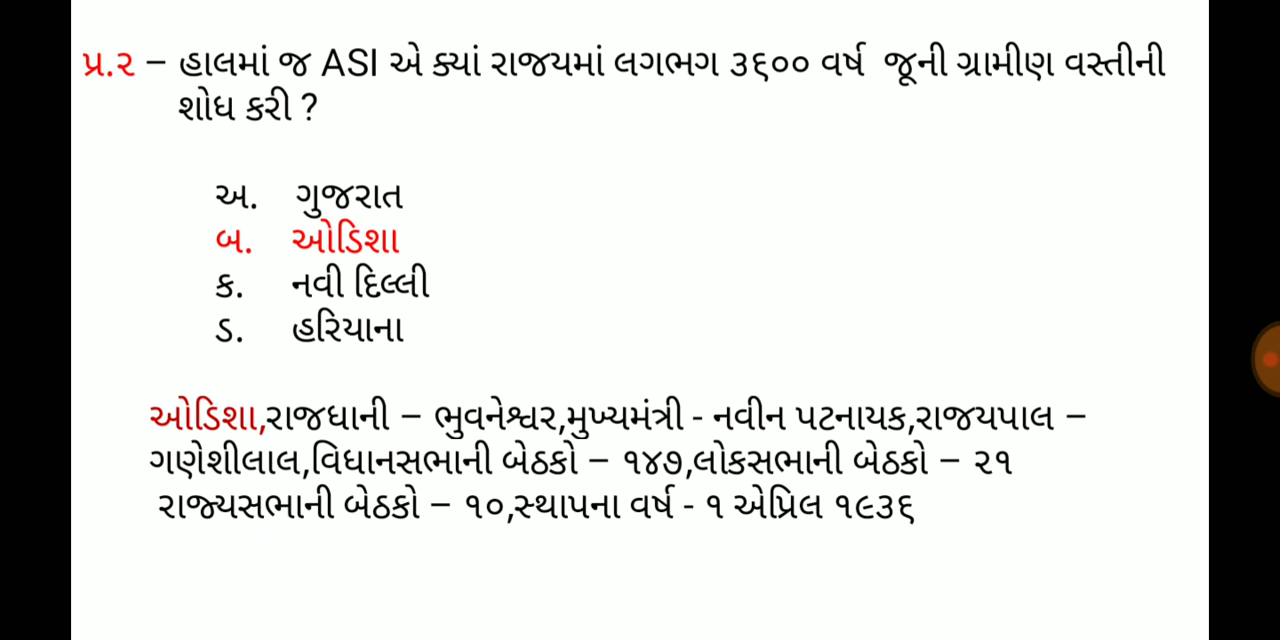 પ્ર.૨ – હાલમાં જ ASI એ ક્યાં રાજયમાં લગભગ ૩૬૦૦ વર્ષ જૂની ગ્રામીણ વસ્તીની
શોધ કરી ?
અ. ગુજરાત
બ. ઓડિશા
ક. નવી દિલ્લી
ડ. હરિયાના
ઓડિશા,રાજધાની – ભુવનેશ્વર,મુખ્યમંત્રી - નવીન પટનાયક,રાજયપાલ –
ગણેશીલાલ,વિધાનસભાની બેઠકો – ૧૪૭,લોકસભાની બેઠકો – ૨૧
રાજ્યસભાની બેઠકો – ૧૦,સ્થાપના વર્ષ - ૧ એપ્રિલ ૧૯૩૬